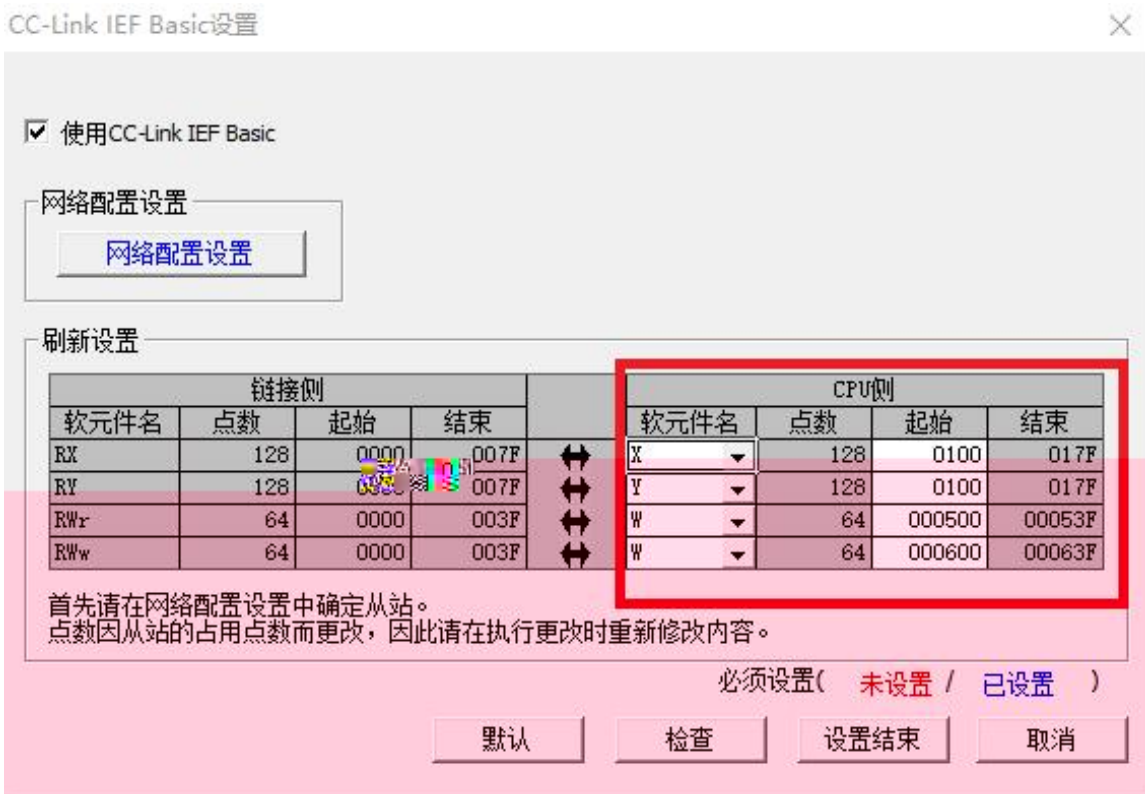 CC-Link IEF Basic设置
使用CC-Link IEF Basic
网络配置设置
网络配置设置
刷新设置
链接侧 CPU侧
软元件名 点数 起始 结束 软元件名 点数 起始 结束
RX 128 0000 007F X 128 0100 017F
RY 128 007F Y 128 0100 017F
RWr 64 0000 003F W 64 000500 00053F
RWw 64 0000 003F W 64 000600 00063F
首先请在网络配置设置中确定从站。
点数因从站的占用点数而更改，因此请在执行更改时重新修改内容。
必须设置( 未设置 / 已设置 )
默认 检查 设置结束 取消